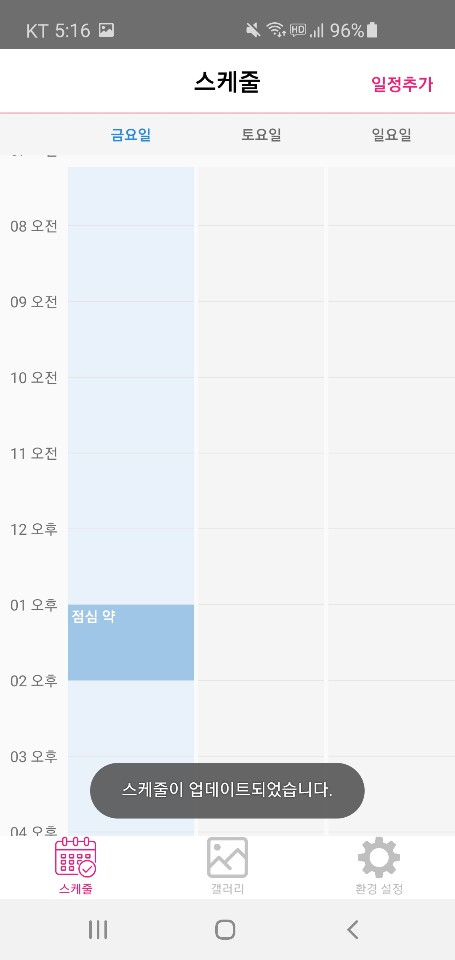 KT 5:16 HD 96%
스케줄
일정추가
금요일 토요일 일요일
08 오전
09 오전
10 오전
11 오전
12 오후
01 오후
점심 약
02 오후
03 오후
스케줄이 업데이트되었습니다.
04 오후
스케줄 갤러리 환경 설정